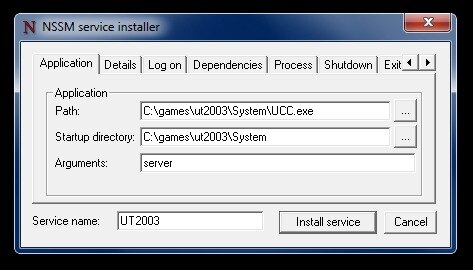 N NSSM service installer
Application Details Log on Dependencies Process Shutdown Exit
Application
Path: C:\games\ut2003\System\UCC.exe ...
Startup directory: C:\games\ut2003\System ...
Arguments: server
Service name: UT2003 Install service Cancel